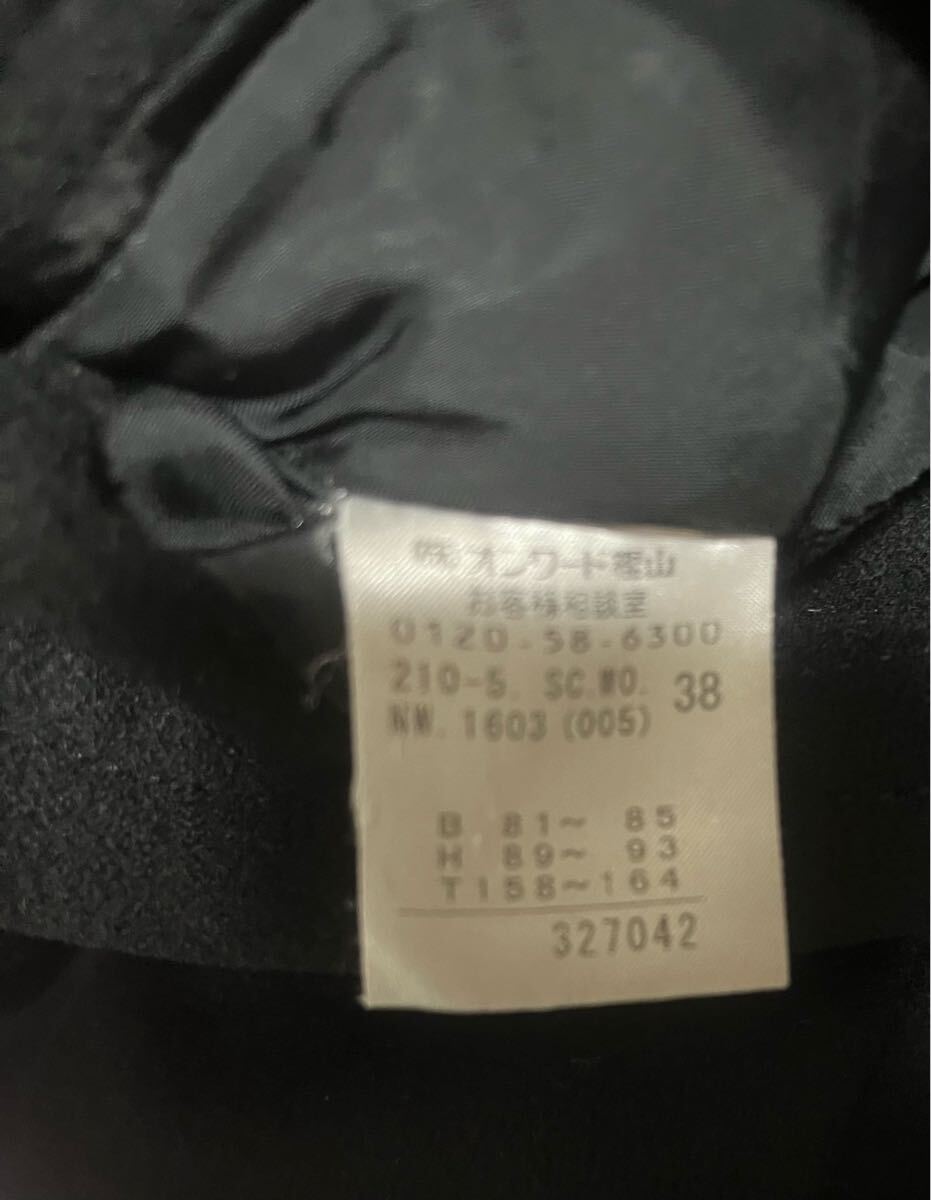 (株)オンワード樫山
お客様相談室
0120-58-6300
210-5. SC.WO. 38
NW. 1603 (005)
B 81~ 85
H 89~ 93
T158~164
327042